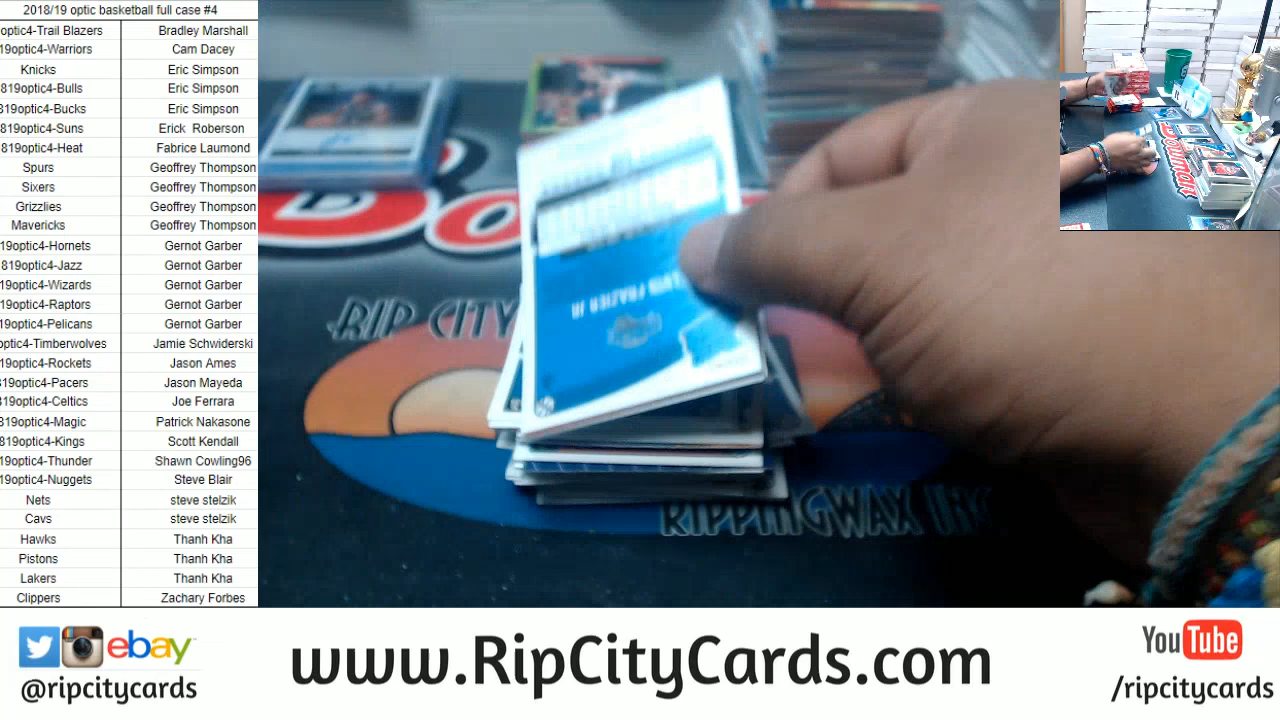 2018/19 optic basketball full case #4
optic4-Trail Blazers Bradley Marshall
19optic4-Warriors Cam Dacey
Knicks Eric Simpson
819optic4-Bulls Eric Simpson
19optic4-Bucks Eric Simpson
819optic4-Suns Erick Roberson
819optic4-Heat Fabrice Laumond
Spurs Geoffrey Thompson
Sixers Geoffrey Thompson
Grizzlies Geoffrey Thompson
Mavericks Geoffrey Thompson
19optic4-Hornets Gernot Garber
819optic4-Jazz Gernot Garber
19optic4-Wizards Gernot Garber
19optic4-Raptors Gernot Garber
19optic4-Pelicans Gernot Garber
optic4-Timberwolves Jamie Schwiderski
19optic4-Rockets Jason Ames
819optic4-Pacers Jason Mayeda
819optic4-Celtics Joe Ferrara
819optic4-Magic Patrick Nakasone
819optic4-Kings Scott Kendall
19optic4-Thunder Shawn Cowling96
19optic4-Nuggets Steve Blair
Nets steve stelzik
Cavs steve stelzik
Hawks Thanh Kha
Pistons Thanh Kha
Lakers Thanh Kha
Clippers Zachary Forbes
FRAZIER JR
RIP CITY
RIPPINGWAX INC
ebay
@ripcitycards
www.RipCityCards.com
YouTube
/ripcitycards